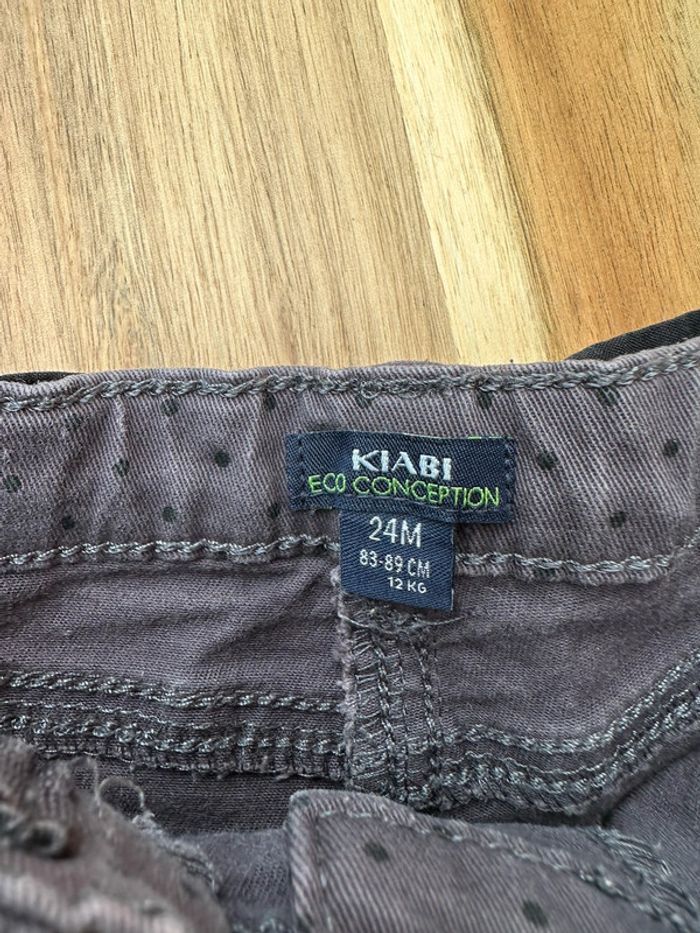 KIABI
ECO CONCEPTION
24M
83-89 CM
12 KG